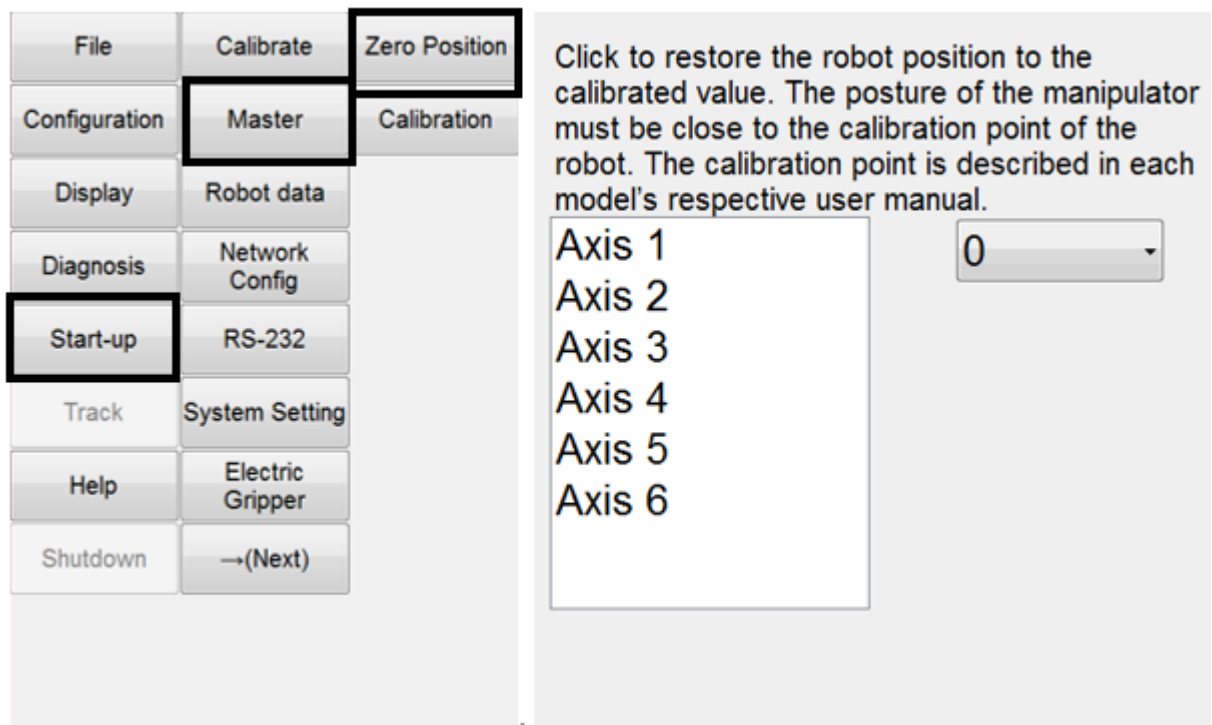 File
Calibrate
Zero Position
Configuration
Master
Calibration
Display
Robot data
Diagnosis
Network
Config
Start-up
RS-232
Track
System Setting
Help
Electric
Gripper
Shutdown
→(Next)
Click to restore the robot position to the
calibrated value. The posture of the manipulator
must be close to the calibration point of the
robot. The calibration point is described in each
model's respective user manual.
Axis 1
Axis 2
Axis 3
Axis 4
Axis 5
Axis 6
0